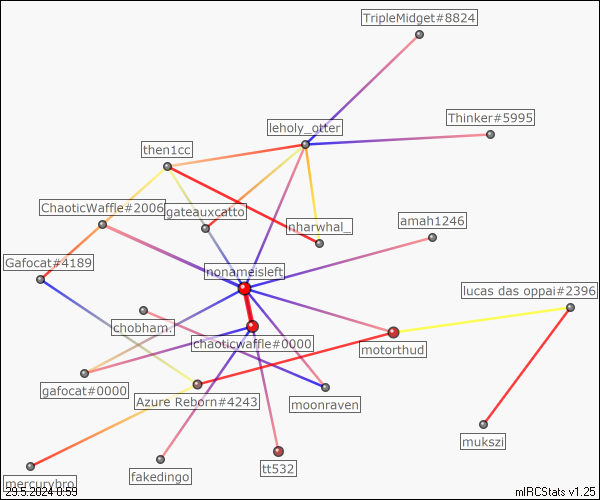 TripleMidget#8824
Thinker#5995
leholy_otter
then1cc
ChaoticWaffle#2006
gateauxcatto
nharwhal_
amah1246
Gafocat#4189
nonameisleft
lucas das oppai#2396
chobham.
chaoticwaffle#0000
motorthud
gafocat#0000
Azure Reborn#4243
moonraven
mukszi
tt532
fakedingo
mercurybro
29.5.2024 0:59
mIRCStats v1.25